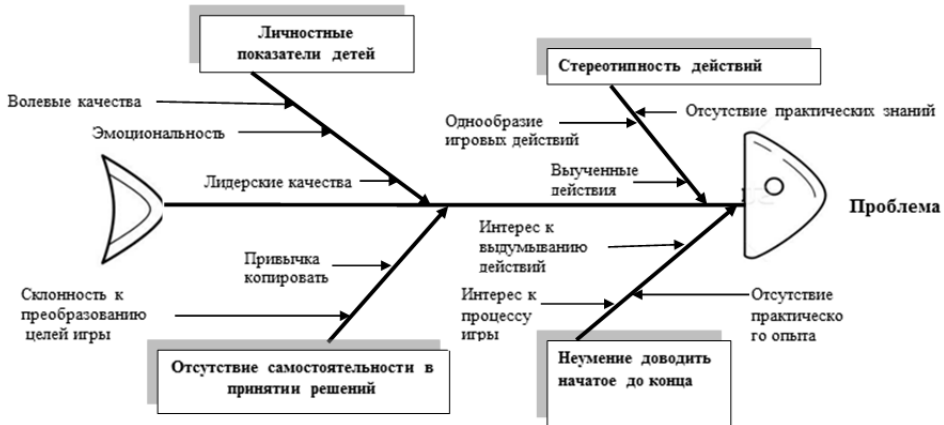 Личностные
показатели детей
Стереотипность действий
Волевые качества
Эмоциональность
Лидерские качества
Однообразие
игровых действий
Отсутствие практических знаний
Выученные
действия
Проблема
Привычка
копировать
Склонность к
преобразованию
целей игры
Интерес к
выдумыванию
действий
Интерес к
процессу
игры
Отсутствие
практическо
го опыта
Отсутствие самостоятельности в
принятии решений
Неумение доводить
начатое до конца